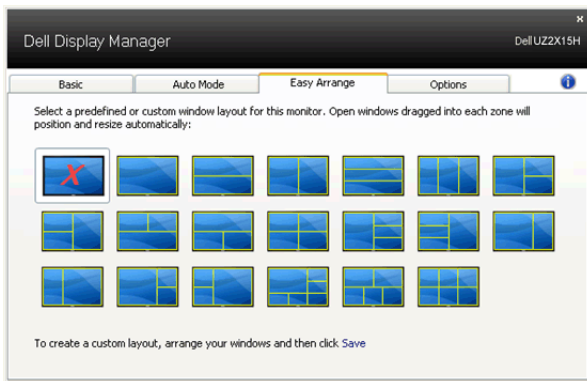 Dell Display Manager
Dell UZ2X15H
Basic
Auto Mode
Easy Arrange
Options
Select a predefined or custom window layout for this monitor. Open windows dragged into each zone will
position and resize automatically:
To create a custom layout, arrange your windows and then click Save